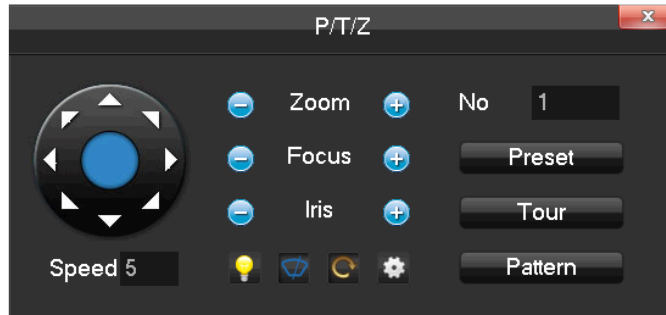 P/T/Z
Zoom
No 1
Focus
Preset
Iris
Tour
Speed 5
Pattern